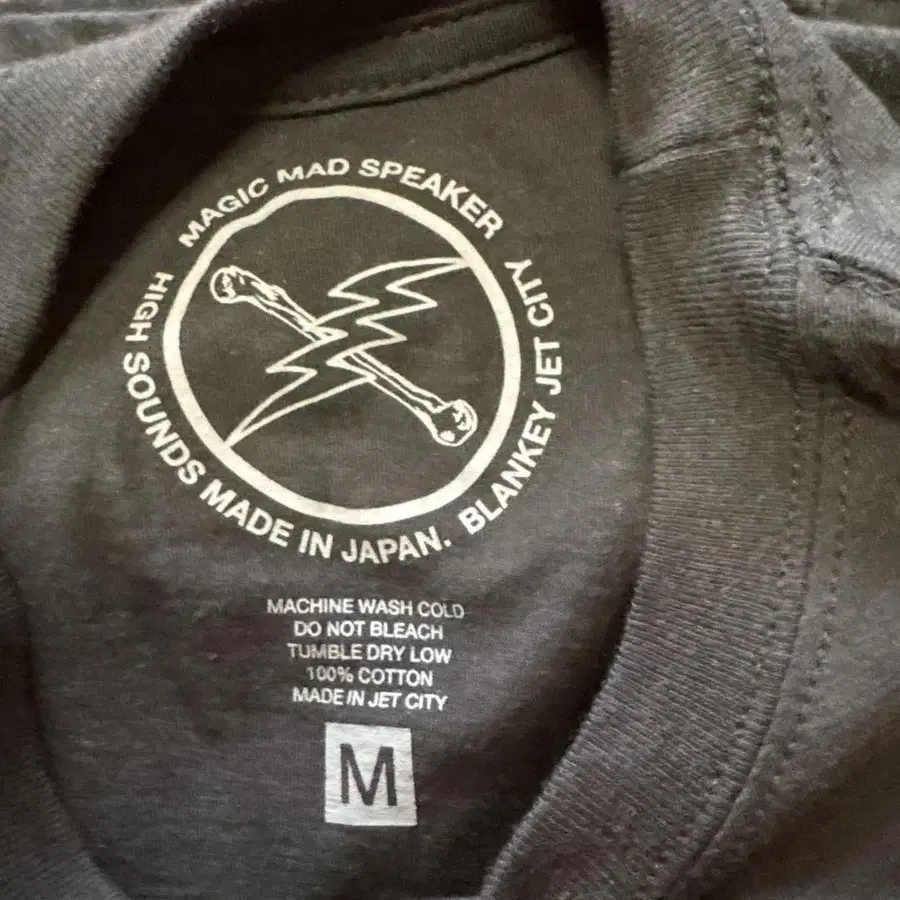 MAGIC MAD SPEAKER
HIGH SOUNDS MADE IN JAPAN. BLANKEY JET CITY
MACHINE WASH COLD
DO NOT BLEACH
TUMBLE DRY LOW
100% COTTON
MADE IN JET CITY
M